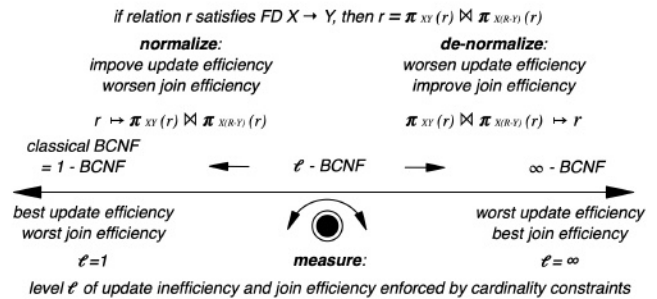 if relation r satisfies FD X → Y, then r = π XY (r) ⋈ π X(R-Y) (r)
normalize: de-normalize:
impove update efficiency worsen update efficiency
worsen join efficiency improve join efficiency
r ↦ π XY (r) ⋈ π X(R-Y) (r) π XY (r) ⋈ π X(R-Y) (r) ↦ r
classical BCNF
= 1 - BCNF ← ℓ - BCNF → ∞ - BCNF
best update efficiency worst update efficiency
worst join efficiency best join efficiency
ℓ=1 measure: ℓ=∞
level ℓ of update inefficiency and join efficiency enforced by cardinality constraints